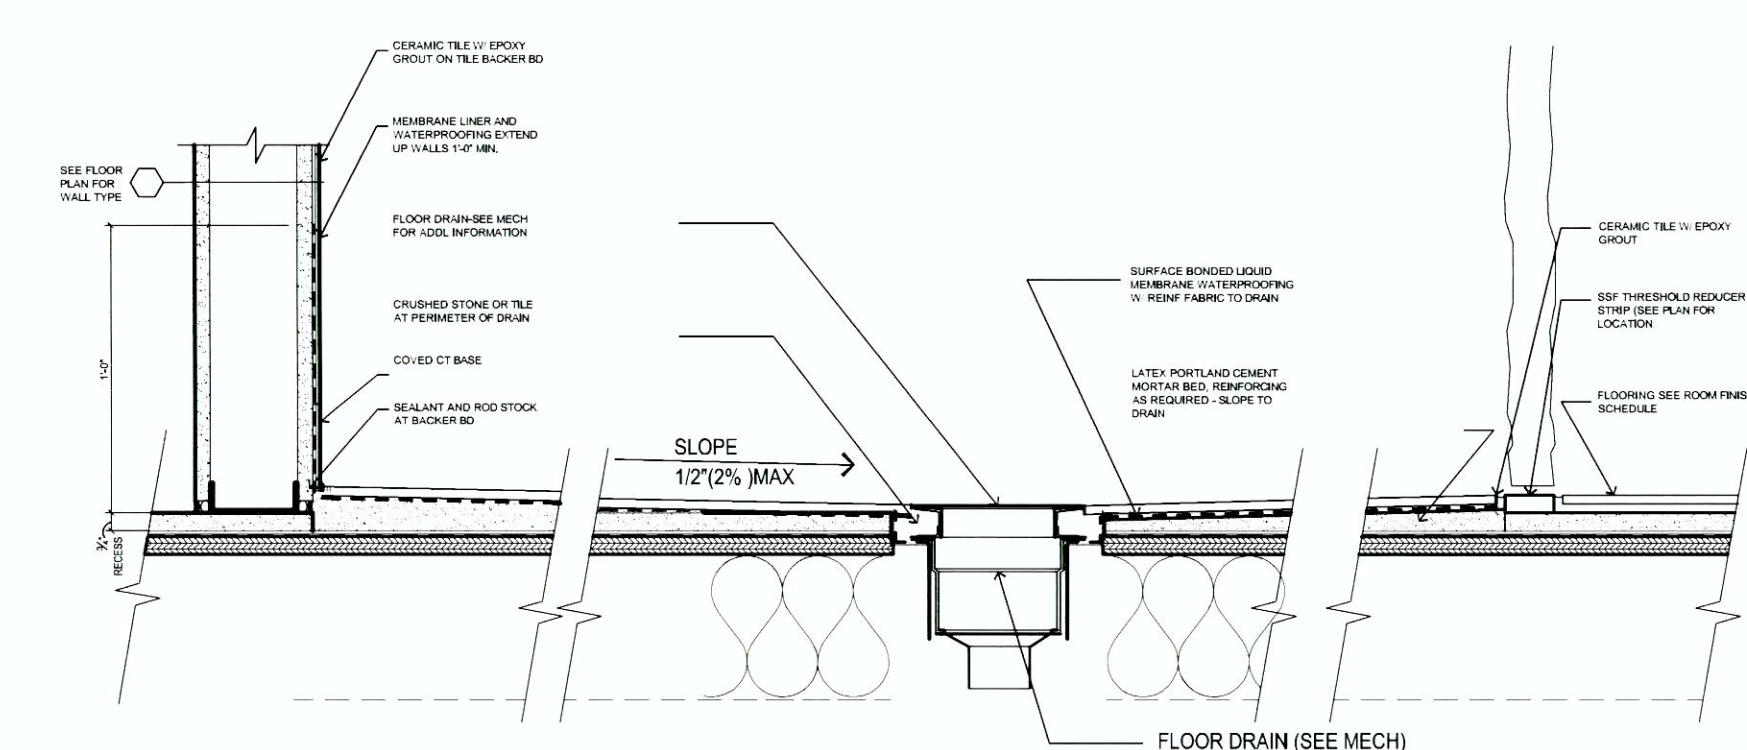 CERAMIC TILE W/ EPOXY
GROUT ON TILE BACKER BD
MEMBRANE LINER AND
WATERPROOFING EXTEND
UP WALLS 1'-0" MIN.
SEE FLOOR
PLAN FOR
WALL TYPE
FLOOR DRAIN-SEE MECH
FOR ADDL INFORMATION
CRUSHED STONE OR TILE
AT PERIMETER OF DRAIN
COVED CT BASE
SEALANT AND ROD STOCK
AT BACKER BD
1'-0"
3/4"
RECESS
SLOPE
1/2"(2% )MAX
SURFACE BONDED LIQUID
MEMBRANE WATERPROOFING
W/ REINF FABRIC TO DRAIN
LATEX PORTLAND CEMENT
MORTAR BED, REINFORCING
AS REQUIRED - SLOPE TO
DRAIN
CERAMIC TILE W/ EPOXY
GROUT
SSF THRESHOLD REDUCER
STRIP (SEE PLAN FOR
LOCATION
FLOORING SEE ROOM FINIS
SCHEDULE
FLOOR DRAIN (SEE MECH)